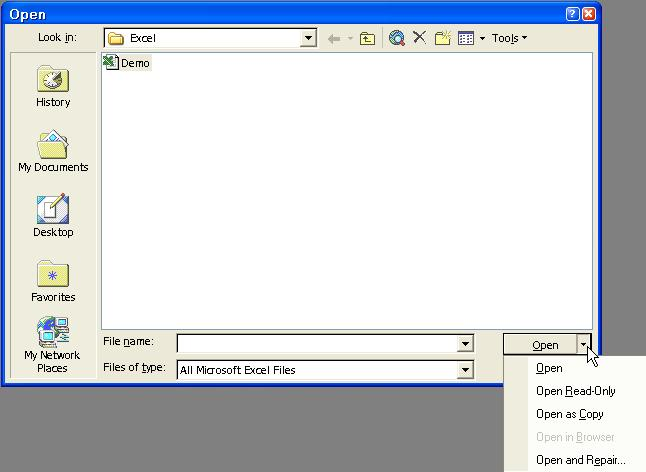 Open
Look in: Excel Tools
Demo
History
My Documents
Desktop
Favorites
My Network
Places
File name:
Files of type: All Microsoft Excel Files
Open
Open
Open Read-Only
Open as Copy
Open in Browser
Open and Repair...